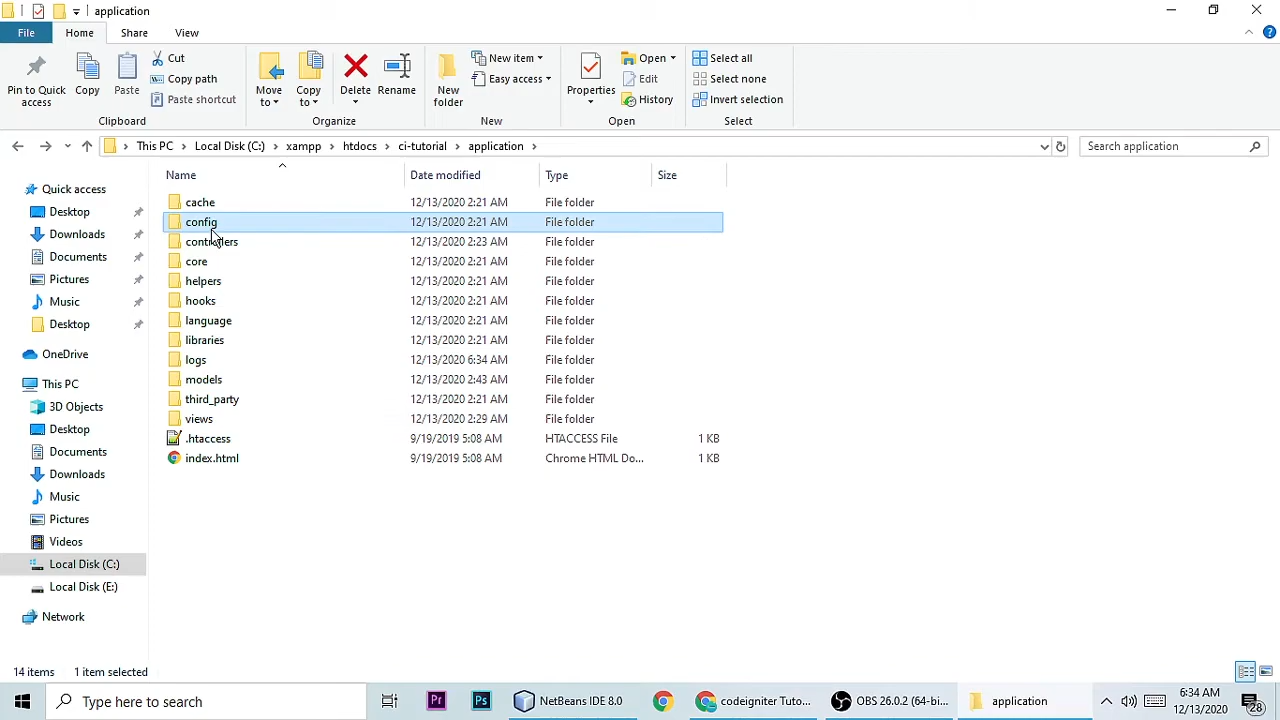 application
File Home Share View
Pin to Quick access
Copy
Paste
Cut
Copy path
Paste shortcut
Clipboard
Move to
Copy to
Delete
Rename
Organize
New folder
New item
Easy access
New
Properties
Open
Edit
History
Open
Select all
Select none
Invert selection
Select
This PC Local Disk (C:) xampp htdocs ci-tutorial application
Search application
Quick access
Desktop
Downloads
Documents
Pictures
Music
Desktop
OneDrive
This PC
3D Objects
Desktop
Documents
Downloads
Music
Pictures
Videos
Local Disk (C:)
Local Disk (E:)
Network
Name Date modified Type Size
cache 12/13/2020 2:21 AM File folder
config 12/13/2020 2:21 AM File folder
controllers 12/13/2020 2:23 AM File folder
core 12/13/2020 2:21 AM File folder
helpers 12/13/2020 2:21 AM File folder
hooks 12/13/2020 2:21 AM File folder
language 12/13/2020 2:21 AM File folder
libraries 12/13/2020 2:21 AM File folder
logs 12/13/2020 6:34 AM File folder
models 12/13/2020 2:43 AM File folder
third_party 12/13/2020 2:21 AM File folder
views 12/13/2020 2:29 AM File folder
.htaccess 9/19/2019 5:08 AM HTACCESS File 1 KB
index.html 9/19/2019 5:08 AM Chrome HTML Do... 1 KB
14 items 1 item selected
Type here to search
Pr
Ps
NetBeans IDE 8.0
codeigniter Tuto...
OBS 26.0.2 (64-bi...
application
6:34 AM
12/13/2020
28